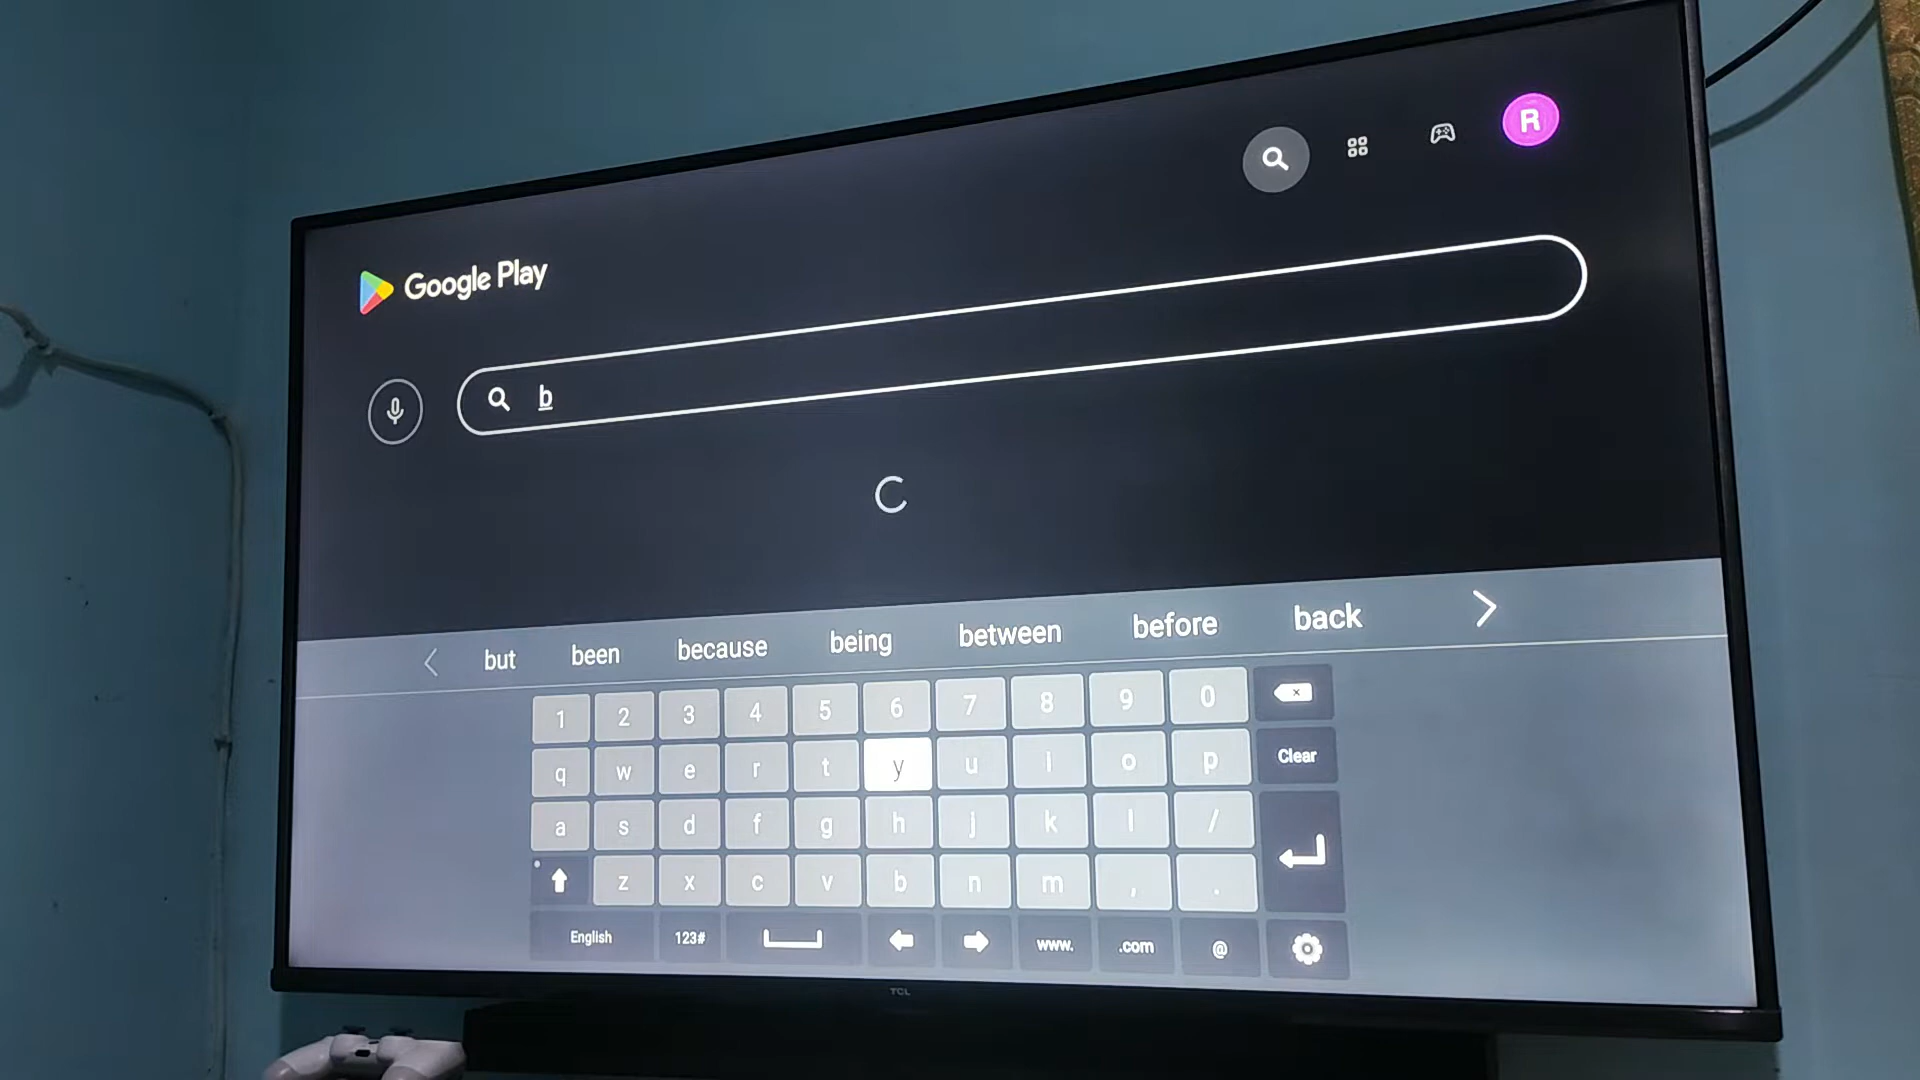 R
Google Play
b
but been because being between before back
1 2 3 4 5 6 7 8 9 0
q w e r t y u i o p Clear
a s d f g h j k l /
z x c v b n m , .
English 123# www. .com @
TCL